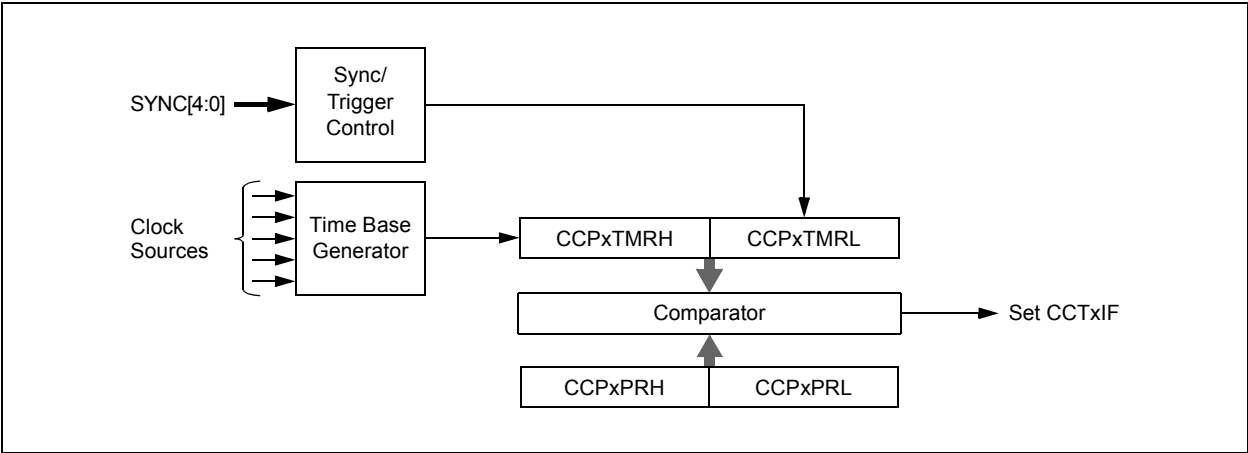 Sync/
Trigger
Control
SYNC[4:0]
Clock
Sources
Time Base
Generator
CCPxTMRH
CCPxTMRL
Comparator
Set CCTxIF
CCPxPRH
CCPxPRL